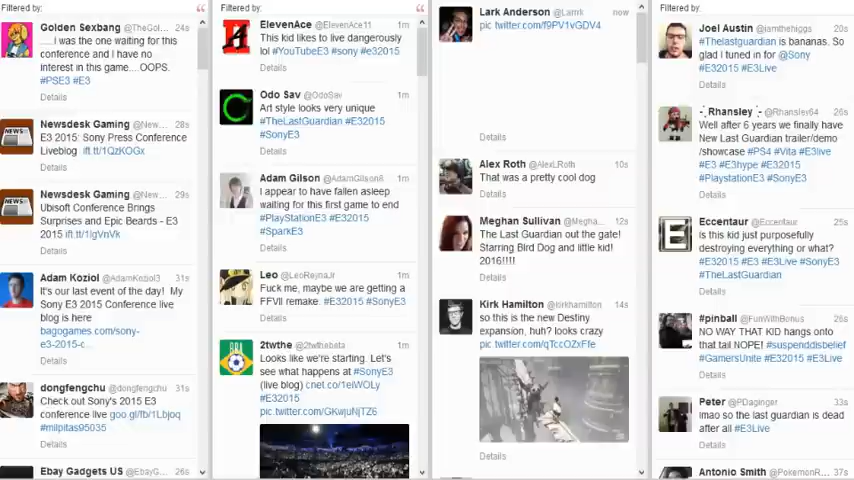 Filtered by:
Golden Sexbang @TheGol... 24s
.....I was the one waiting for this
conference and I have no
interest in this game....OOPS.
#PSE3 #E3
Details
Newsdesk Gaming @New... 28s
E3 2015: Sony Press Conference
Liveblog ift.tt/1QzKOGx
Details
Newsdesk Gaming @New... 29s
Ubisoft Conference Brings
Surprises and Epic Beards - E3
2015 ift.tt/1IgVnVk
Details
Adam Koziol @AdamKoziol3 31s
It's our last event of the day! My
Sony E3 2015 Conference live
blog is here
bagogames.com/sony-
e3-2015-c...
Details
dongfengchu @dongfengchu 31s
Check out Sony's 2015 E3
conference live goo.gl/fb/1Lbjoq
#milpitas95035
Details
Ebay Gadgets US @EbayG... 24s
Filtered by:
ElevenAce @ElevenAce11 1m
This kid likes to live dangerously
lol #YouTubeE3 #sony #e32015
Details
Odo Sav @OdoSav 1m
Art style looks very unique
#TheLastGuardian #E32015
#SonyE3
Details
Adam Gilson @AdamGilson8 1m
I appear to have fallen asleep
waiting for this first game to end
#PlayStationE3 #E32015
#SparkE3
Details
Leo @LeoReynaJr 1m
Fuck me, maybe we are getting a
FFVII remake. #E32015 #SonyE3
Details
2twthe @2twthebeta 1m
Looks like we're starting. Let's
see what happens at #SonyE3
(live blog) cnet.co/1eiWOLy
#E32015
pic.twitter.com/GKwjuNjTZ6
Lark Anderson @Larrk now
pic.twitter.com/f9PV1vGDV4
Details
Alex Roth @AlexLRoth 10s
That was a pretty cool dog
Details
Meghan Sullivan @Megha... 12s
The Last Guardian out the gate!
Starring Bird Dog and little kid!
2016!!!!
Details
Kirk Hamilton @kirkhamilton 14s
so this is the new Destiny
expansion, huh? looks crazy
pic.twitter.com/qTccOZxFfe
Details
Filtered by:
Joel Austin @iamthehiggs 20s
#Thelastguardian is bananas. So
glad i tuned in for @Sony
#E32015 #E3Live
Details
Rhansley @Rhansley64 26s
Well after 6 years we finally have
New Last Guardian trailer/demo
/showcase #PS4 #Vita #E3live
#E3 #E3hype #E32015
#PlaystationE3 #SonyE3
Details
Eccentaur @Eccentaur 25s
Is this kid just purposefully
destroying everything or what?
#E32015 #E3 #E3Live #SonyE3
#TheLastGuardian
Details
#pinball @FunWithBonus 26s
NO WAY THAT KID hangs onto
that tail NOPE! #suspenddisbelief
#GamersUnite #E32015 #E3Live
Details
Peter @PDaginger 33s
lmao so the last guardian is dead
after all #E3Live
Details
Antonio Smith @PokemonR... 37s